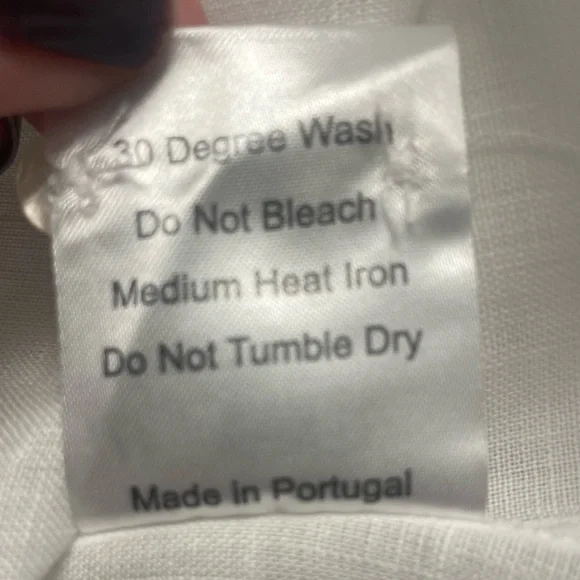 30 Degree Wash
Do Not Bleach
Medium Heat Iron
Do Not Tumble Dry
Made in Portugal